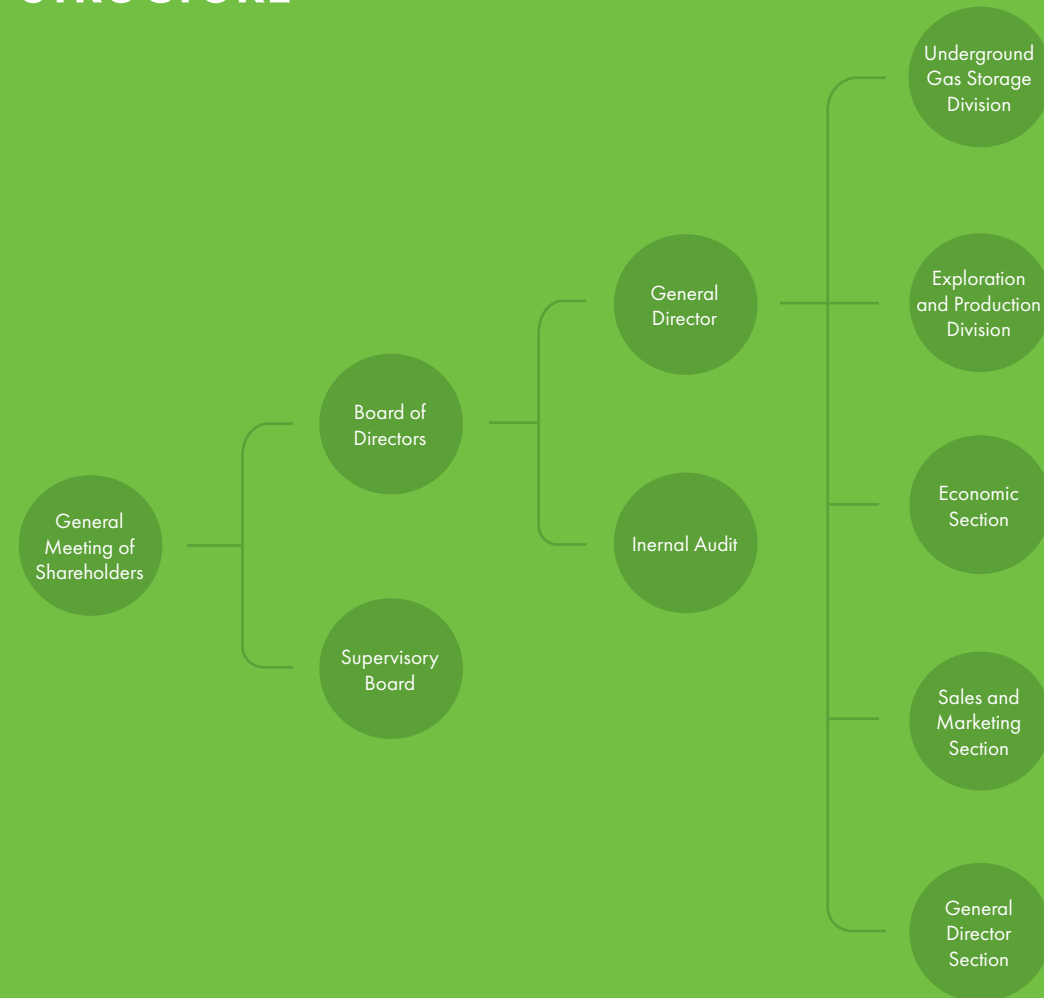 STRUCTURE
Underground
Gas Storage
Division
Exploration
and Production
Division
General
Director
Board of
Directors
Economic
Section
General
Meeting of
Shareholders
Inernal Audit
Supervisory
Board
Sales and
Marketing
Section
General
Director
Section